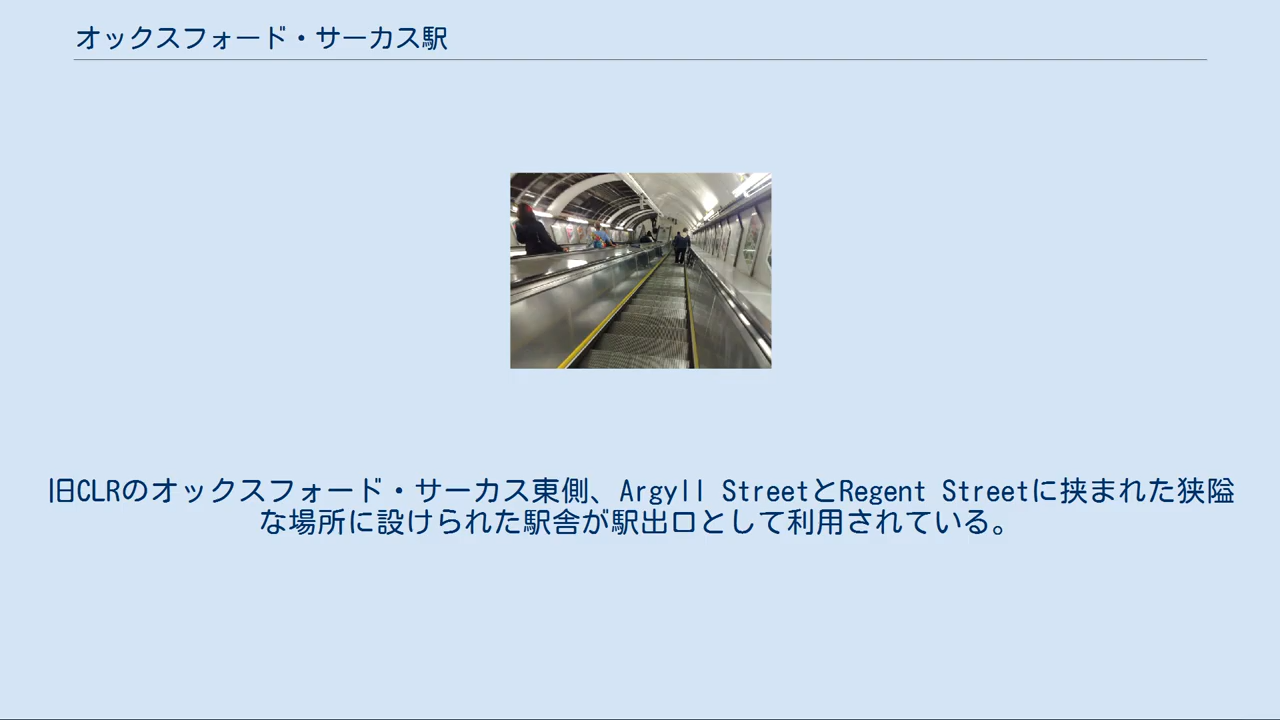 オックスフォード・サーカス駅
旧CLRのオックスフォード・サーカス東側、Argyll StreetとRegent Streetに挟まれた狭隘
な場所に設けられた駅舎が駅出口として利用されている。